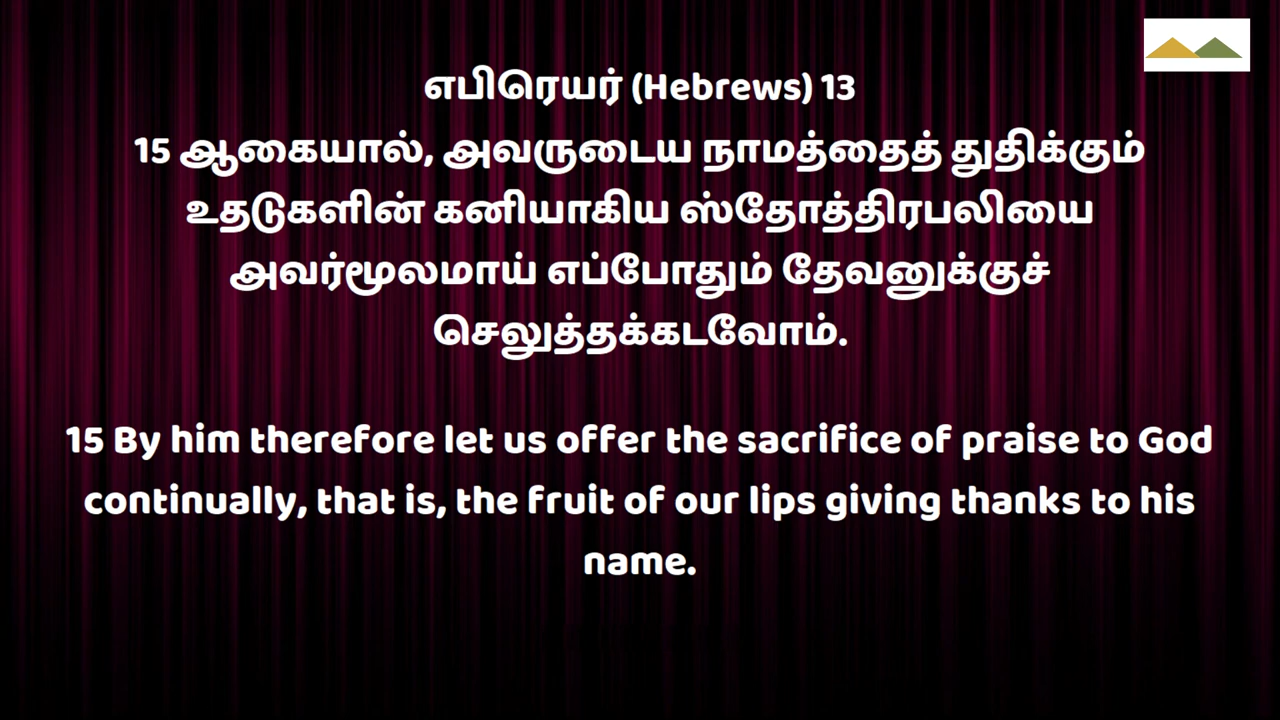 எபிரெயர் (Hebrews) 13
15 ஆகையால், அவருடைய நாமத்தைத் துதிக்கும்
உதடுகளின் கனியாகிய ஸ்தோத்திரபலியை
அவர்மூலமாய் எப்போதும் தேவனுக்குச்
செலுத்தக்கடவோம்.
15 By him therefore let us offer the sacrifice of praise to God
continually, that is, the fruit of our lips giving thanks to his
name.